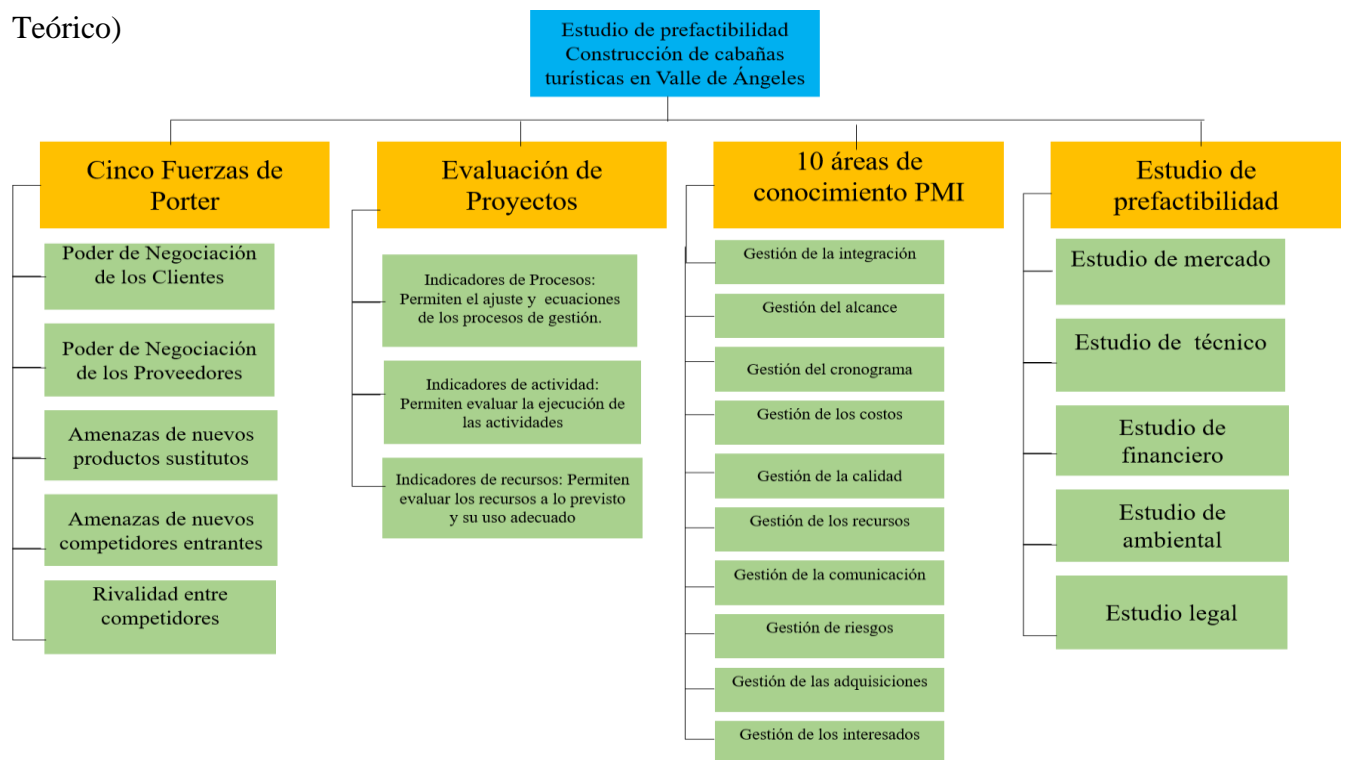 Teórico)
Estudio de prefactibilidad
Construcción de cabañas
turísticas en Valle de Ángeles
Cinco Fuerzas de
Porter
Poder de Negociación
de los Clientes
Poder de Negociación
de los Proveedores
Amenazas de nuevos
productos sustitutos
Amenazas de nuevos
competidores entrantes
Rivalidad entre
competidores
Evaluación de
Proyectos
Indicadores de Procesos:
Permiten el ajuste y ecuaciones
de los procesos de gestión.
Indicadores de actividad:
Permiten evaluar la ejecución de
las actividades
Indicadores de recursos: Permiten
evaluar los recursos a lo previsto
y su uso adecuado
10 áreas de
conocimiento PMI
Gestión de la integración
Gestión del alcance
Gestión del cronograma
Gestión de los costos
Gestión de la calidad
Gestión de los recursos
Gestión de la comunicación
Gestión de riesgos
Gestión de las adquisiciones
Gestión de los interesados
Estudio de
prefactibilidad
Estudio de mercado
Estudio de técnico
Estudio de
financiero
Estudio de
ambiental
Estudio legal